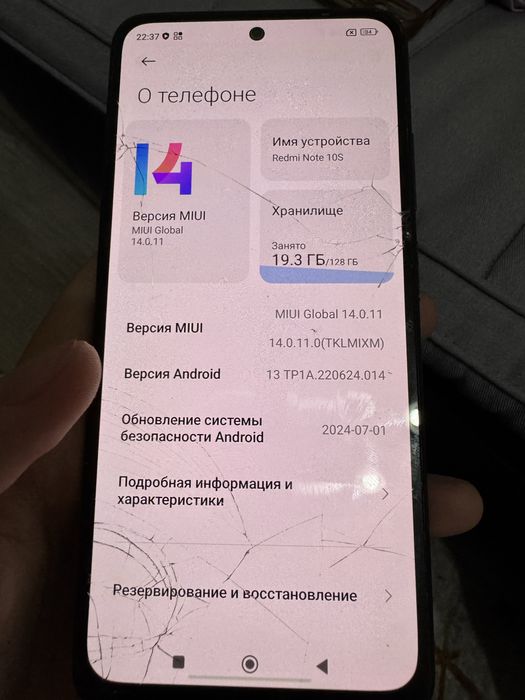 22:37
О телефоне
14
Имя устройства
Redmi Note 10S
Версия MIUI
MIUI Global
14.0.11
Хранилище
Занято
19.3 ГБ/128 ГБ
Версия MIUI
MIUI Global 14.0.11
14.0.11.0(TKLMIXM)
Версия Android
13 TP1A.220624.014
Обновление системы
безопасности Android
2024-07-01
Подробная информация и
характеристики
Резервирование и восстановление